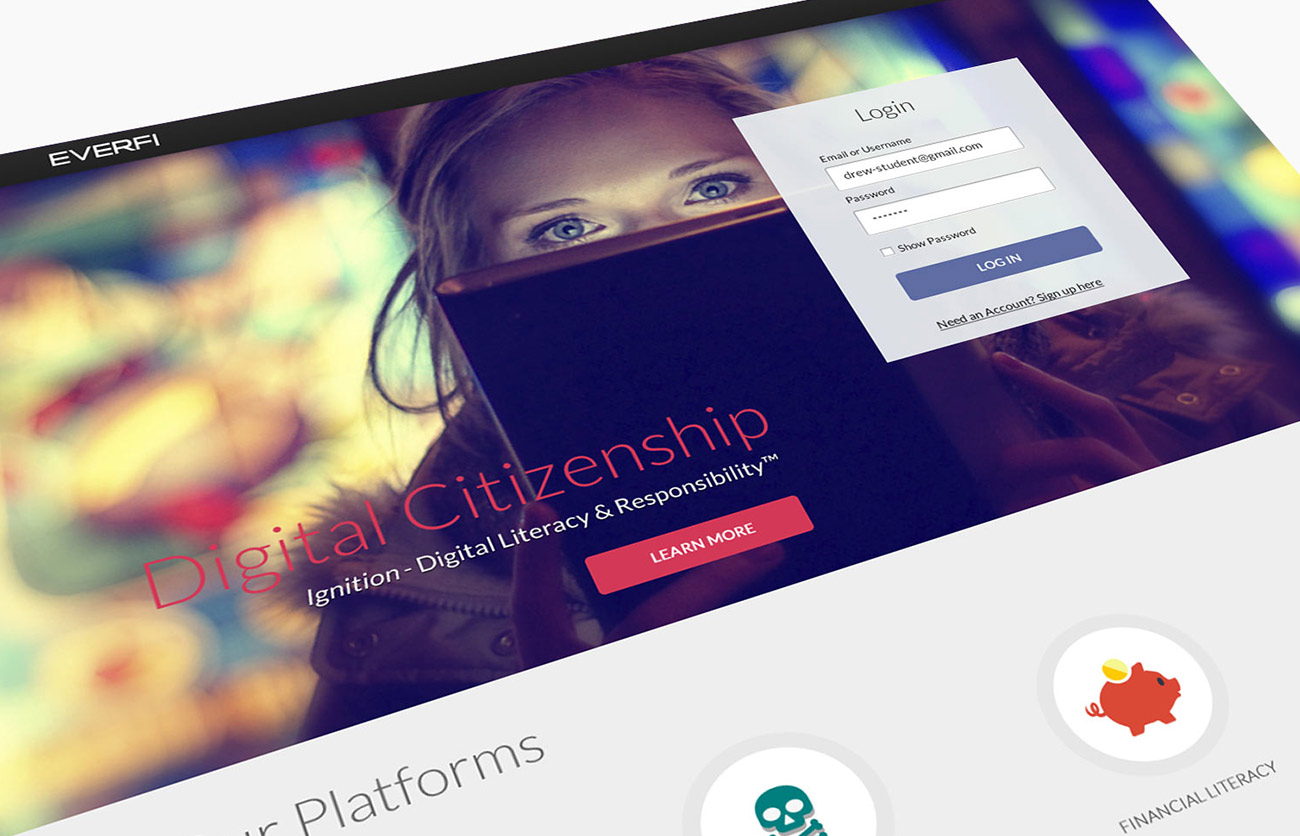 EVERFI
Login
Email or Username
drew-student@gmail.com
Password
Show Password
LOG IN
Need an Account? Sign up here
Digital Citizenship
Ignition - Digital Literacy & Responsibility™
LEARN MORE
Platforms
FINANCIAL LITERACY